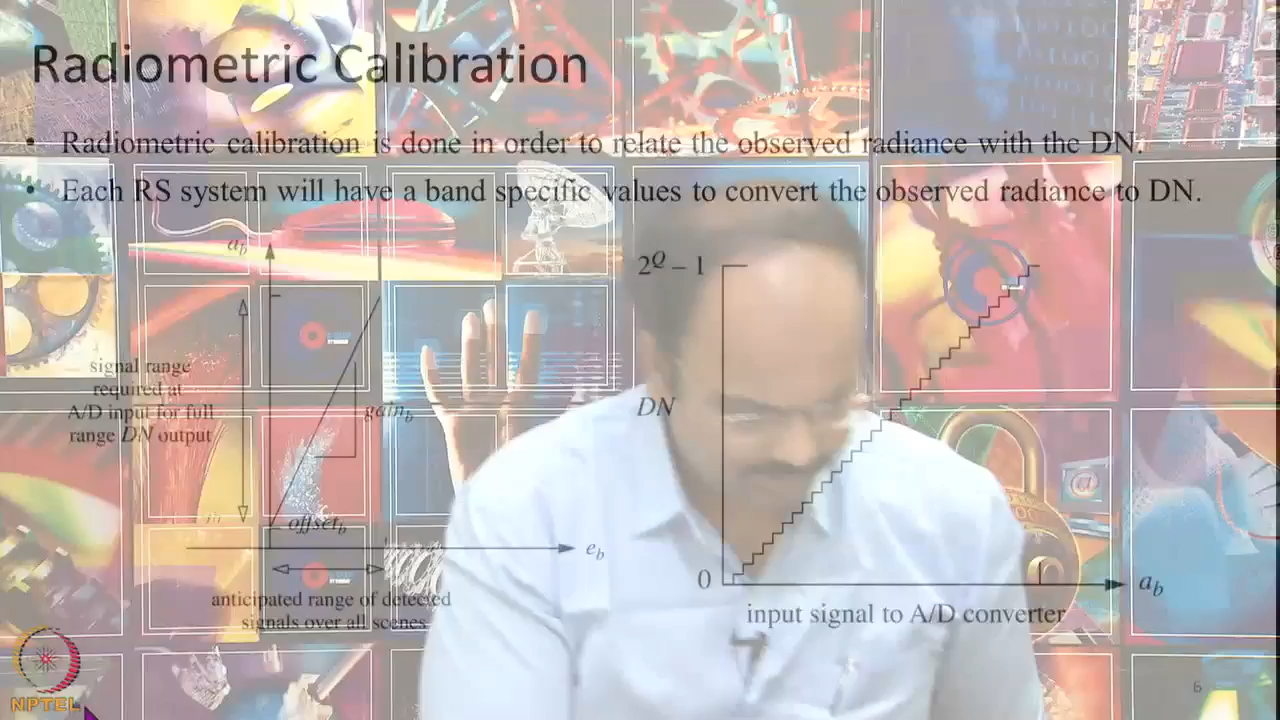 Radiometric Calibration
• Radiometric calibration is done in order to relate the observed radiance with the DN.
• Each RS system will have a band specific values to convert the observed radiance to DN.
a_b
signal range
required at
A/D input for full
range DN output
gain_b
offset_b
e_b
anticipated range of detected
signals over all scenes
2^Q – 1
DN
0
a_b
input signal to A/D converter
@
6
NPTEL